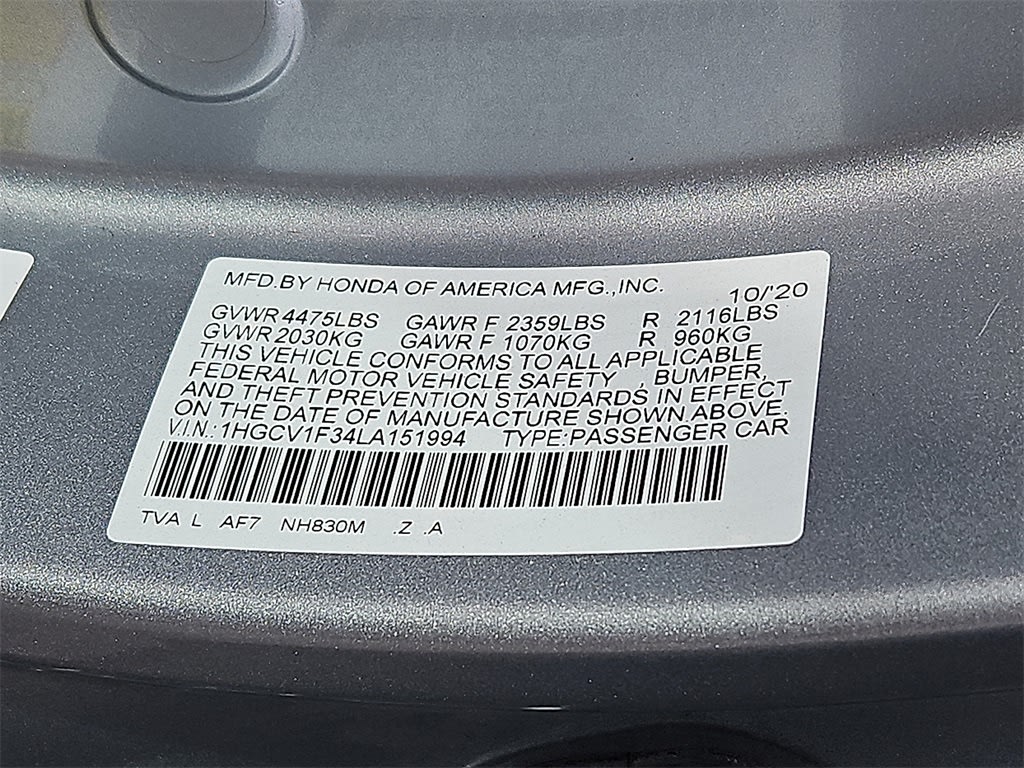 MFD.BY HONDA OF AMERICA MFG.,INC. 10/'20
GVWR 4475LBS GAWR F 2359LBS R 2116LBS
GVWR 2030KG GAWR F 1070KG R 960KG
THIS VEHICLE CONFORMS TO ALL APPLICABLE
FEDERAL MOTOR VEHICLE SAFETY , BUMPER,
AND THEFT PREVENTION STANDARDS IN EFFECT
ON THE DATE OF MANUFACTURE SHOWN ABOVE.
V.I.N.: 1HGCV1F34LA151994 TYPE:PASSENGER CAR
TVA L AF7 NH830M .Z .A